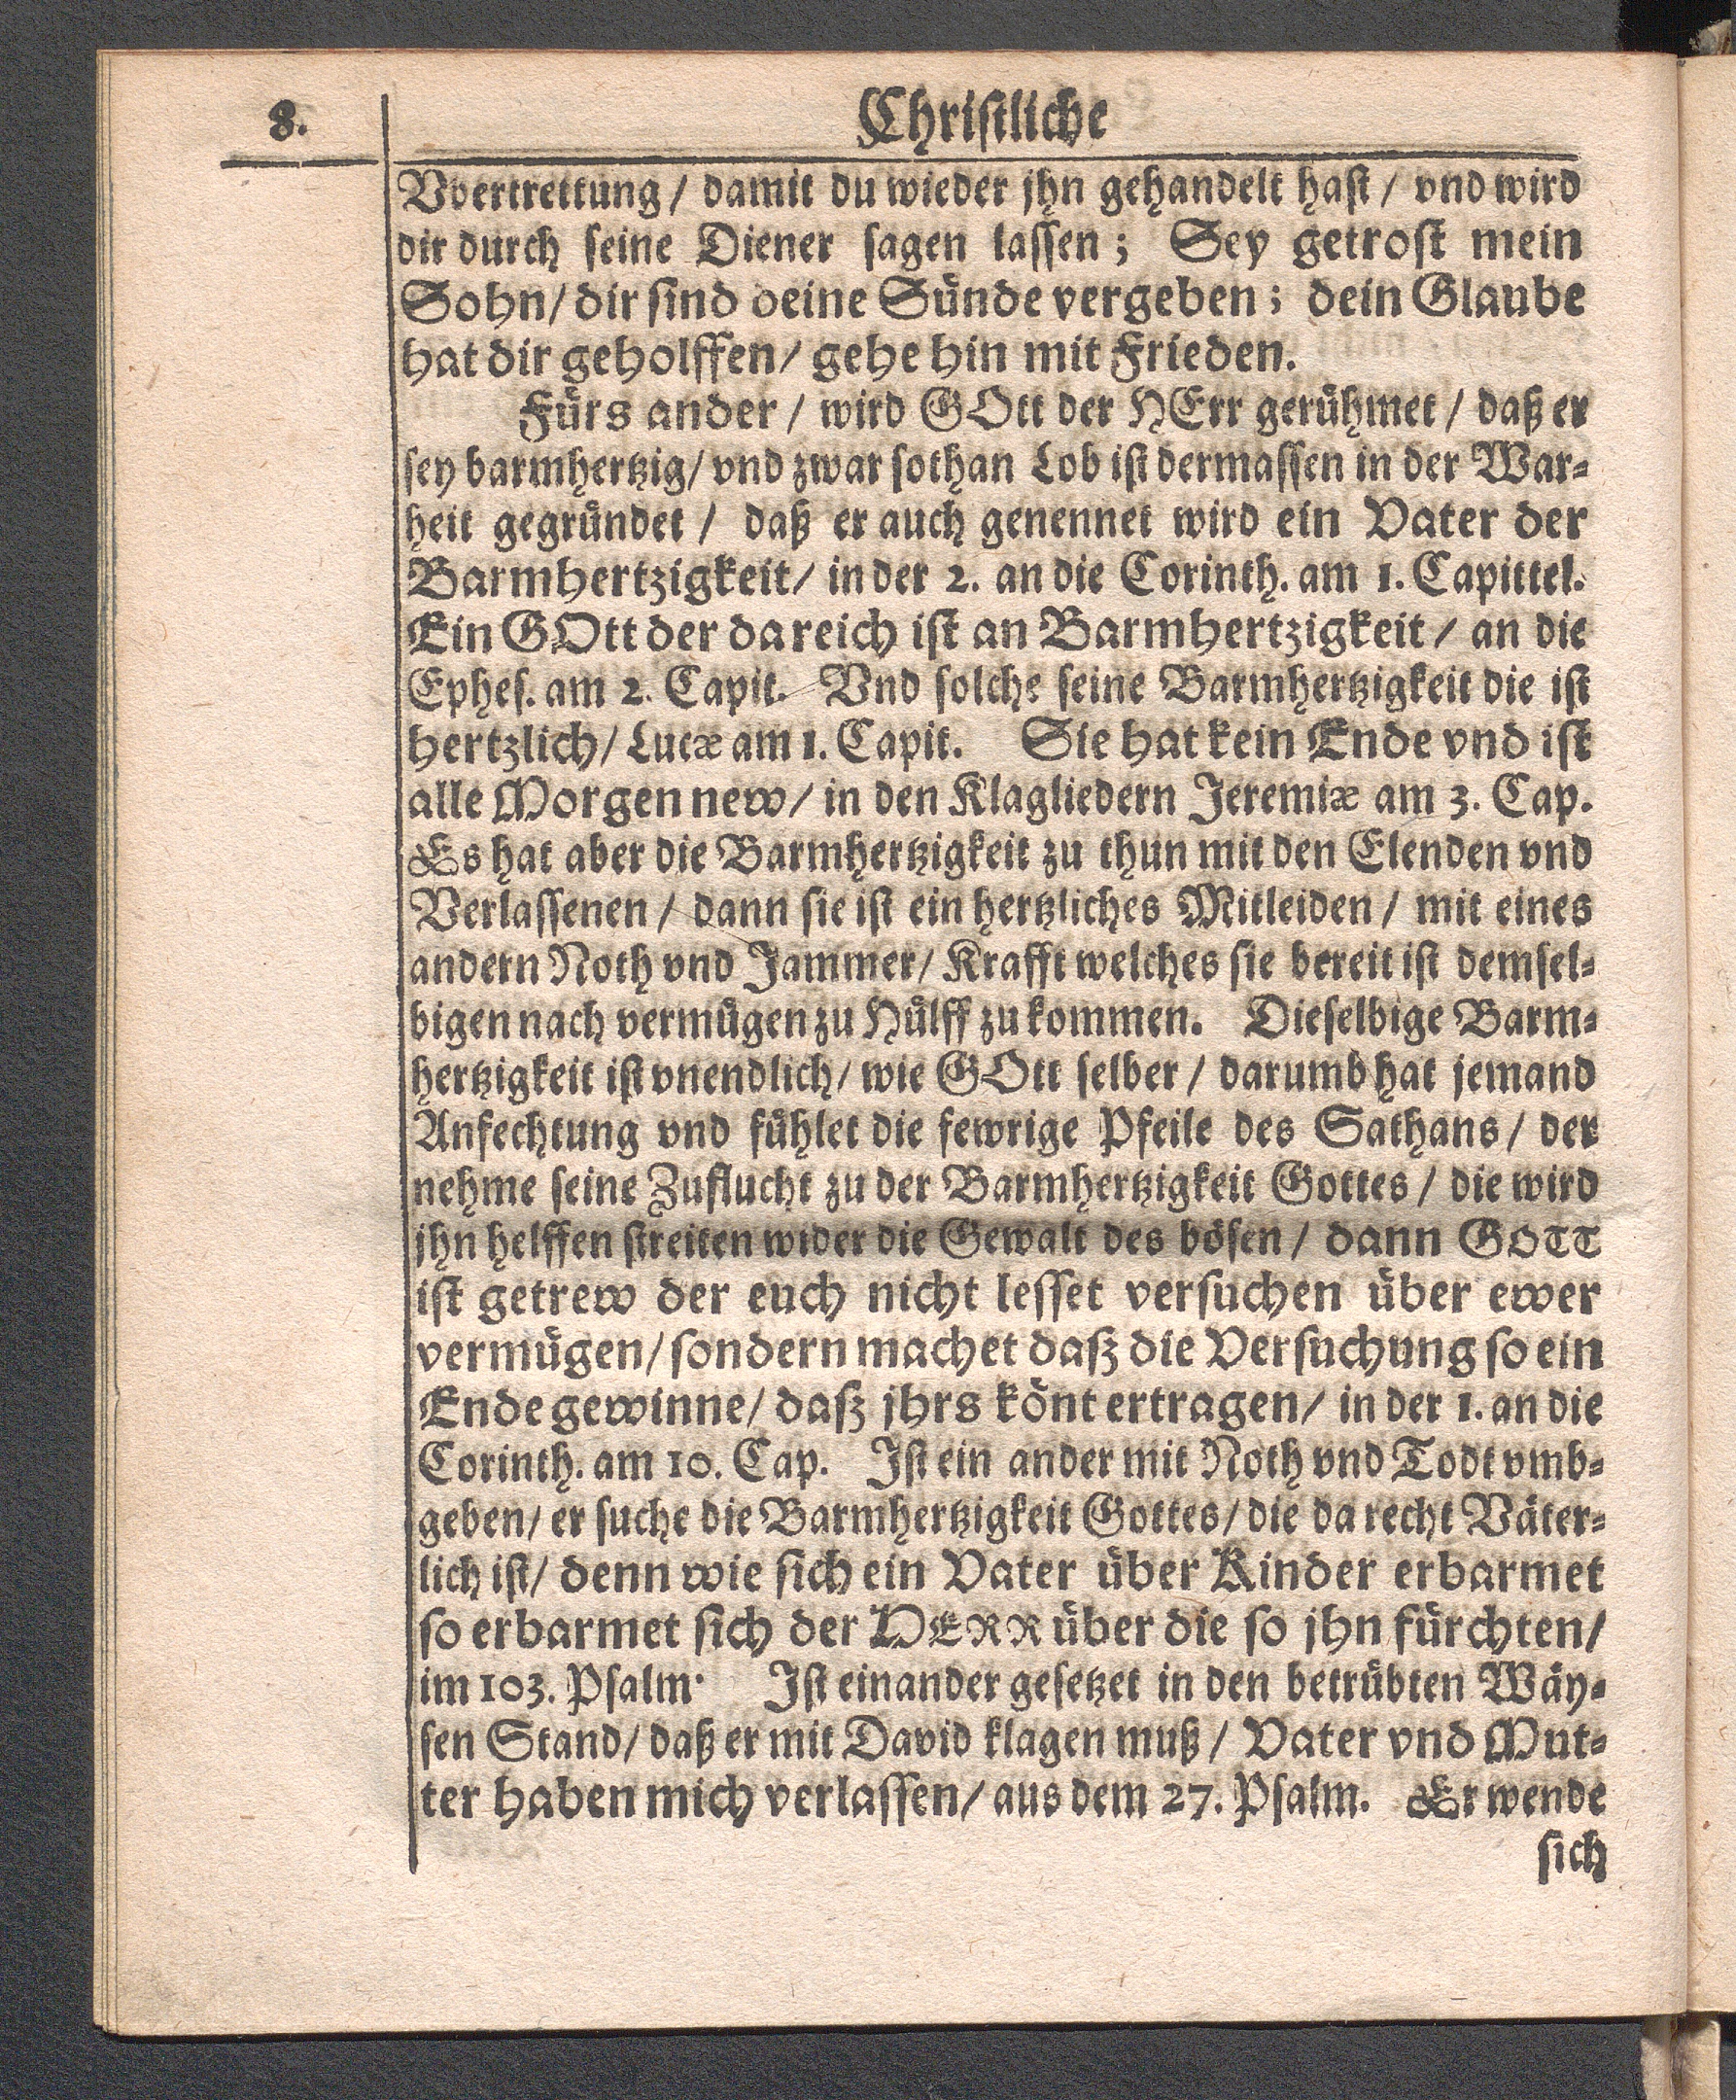 8.
Christliche
Vbertrettung / damit du wieder jhn gehandelt hast / vnd wird
dir durch seine Diener sagen lassen; Sey getrost mein
Sohn / dir sind deine Sünde vergeben; dein Glaube
hat dir geholffen / gehe hin mit Frieden.
Fürs ander / wird GOtt der HErr gerühmet / daß er
sey barmhertzig / vnd zwar sothan Lob ist dermassen in der War-
heit gegründet / daß er auch genennet wird ein Vater der
Barmhertzigkeit / in der 2. an die Corinth. am 1. Capittel.
Ein GOtt der da reich ist an Barmhertzigkeit / an die
Ephes. am 2. Capit. Vnd solche seine Barmhertzigkeit die ist
hertzlich / Lucæ am 1. Capit. Sie hat kein Ende vnd ist
alle Morgen new / in den Klagliedern Jeremiæ am 3. Cap.
Es hat aber die Barmhertzigkeit zu thun mit den Elenden vnd
Verlassenen / dann sie ist ein hertzliches Mitleiden / mit eines
andern Noth vnd Jammer / Krafft welches sie bereit ist demsel-
bigen nach vermügen zu Hülff zu kommen. Dieselbige Barm-
hertzigkeit ist vnendlich / wie GOtt selber / darumb hat jemand
Anfechtung vnd fühlet die fewrige Pfeile des Sathans / der
nehme seine Zuflucht zu der Barmhertzigkeit Gottes / die wird
jhn helffen streiten wider die Gewalt des bösen / dann GOTT
ist getrew der euch nicht lesset versuchen über ewer
vermügen / sondern machet daß die Versuchung so ein
Ende gewinne / daß jhrs könt ertragen / in der 1. an die
Corinth. am 10. Cap. Ist ein ander mit Noth vnd Todt vmb-
geben / er suche die Barmhertzigkeit Gottes / die da recht Väter-
lich ist / denn wie sich ein Vater über Kinder erbarmet
so erbarmet sich der HERR über die so jhn fürchten /
im 103. Psalm. Ist einander gesetzet in den betrübten Wäy-
sen Stand / daß er mit David klagen muß / Vater vnd Mut-
ter haben mich verlassen / aus dem 27. Psalm. Er wende
sich